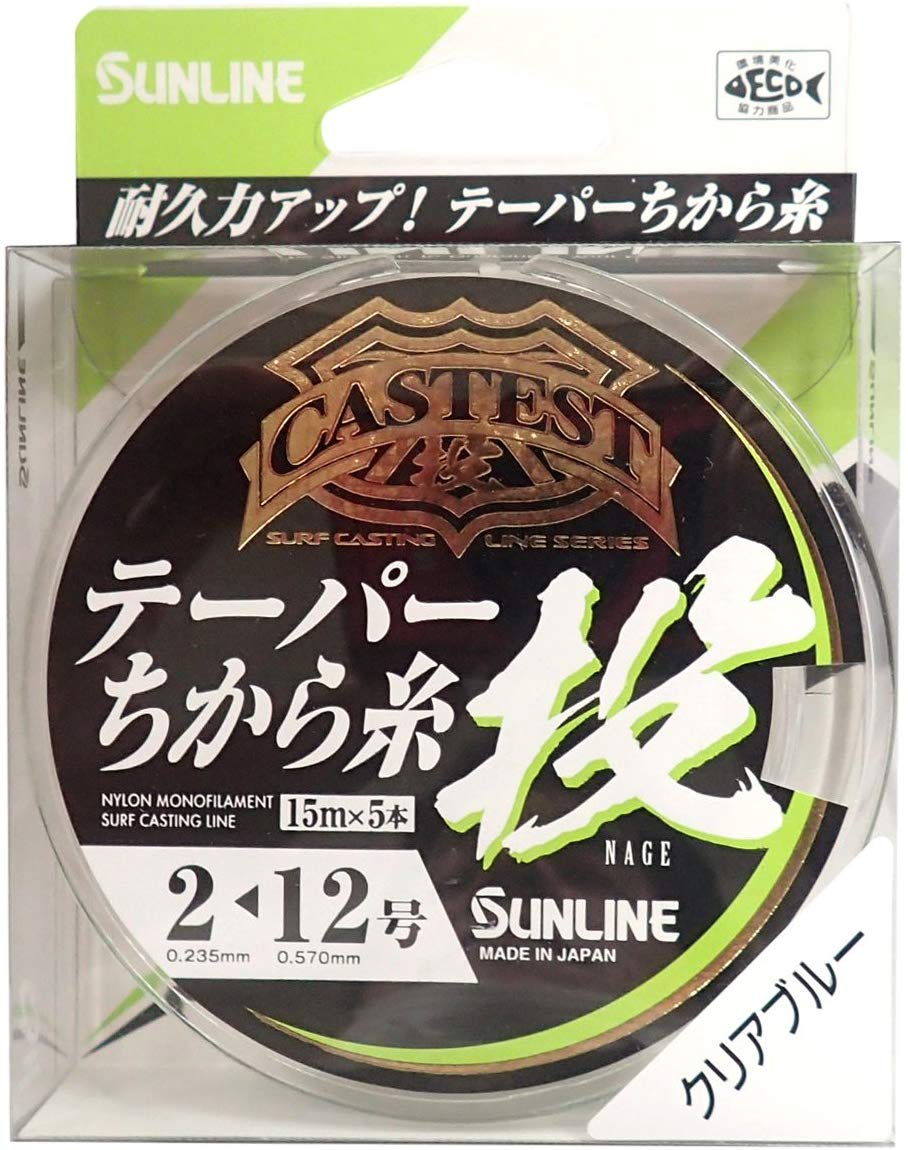 SUNLINE
環境美化
ECO
協力商品
耐久力アップ! テーパーちから糸
CASTEST
投
SURF CASTING LINE SERIES
テーパー
ちから糸
投
NYLON MONOFILAMENT
SURF CASTING LINE
15m×5本
NAGE
2◀12号
0.235mm 0.570mm
SUNLINE
MADE IN JAPAN
クリアブルー
SUNLINE
SUNLINE